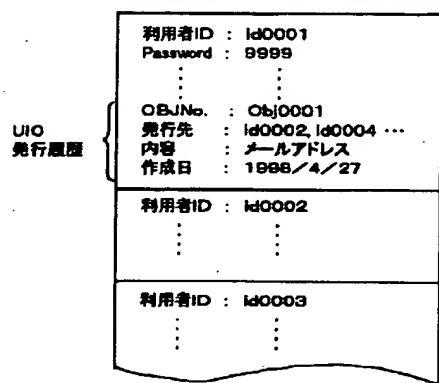 利用者ID : id0001
Password : 9999
OBJNo. : Obj0001
発行先 : id0002, id0004 …
内容 : メールアドレス
作成日 : 1998／4／27
UIO
発行履歴
利用者ID : id0002
利用者ID : id0003